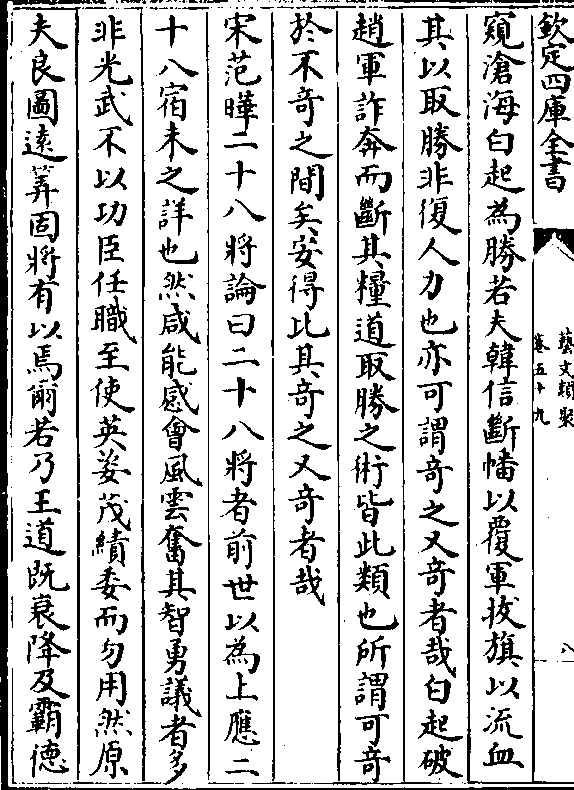 欽定四庫全書
藝文類聚
卷五十九
八
窺滄海白起為勝若夫韓信斷幡以覆軍拔旗以流血
其以取勝非復人力也亦可謂奇之又奇者哉白起破
趙軍詐奔而斷其糧道取勝之術皆此類也所謂可奇
於不奇之間矣安得比其奇之又奇者哉
宋范曄二十八將論曰二十八將者前世以為上應二
十八宿未之詳也然咸能感會風雲奮其智勇議者多
非光武不以功臣任職至使英姿茂績委而勿用然原
夫良圖遠筭固將有以焉爾若乃王道既衰降及霸德